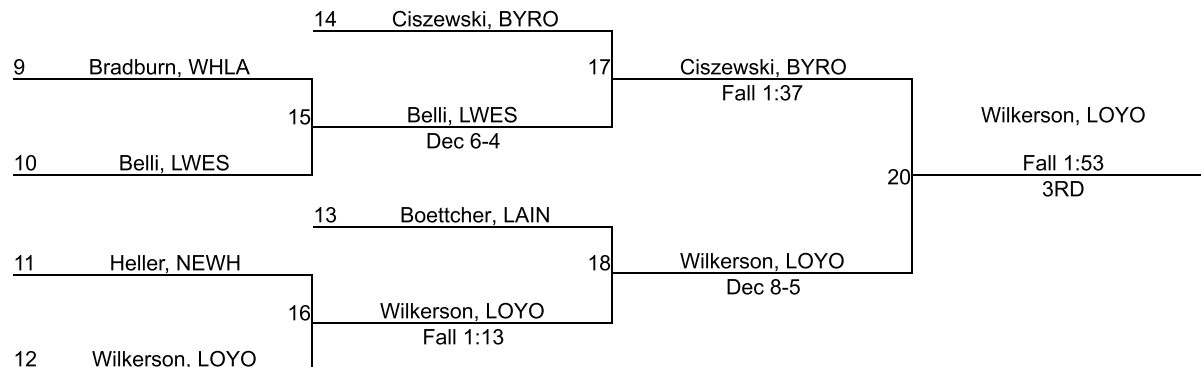 14 Ciszewski, BYRO
9 Bradburn, WHLA
17 Ciszewski, BYRO
Fall 1:37
15 Belli, LWES
Dec 6-4
Wilkerson, LOYO
10 Belli, LWES
Fall 1:53
20
3RD
13 Boettcher, LAIN
11 Heller, NEWH
18 Wilkerson, LOYO
Dec 8-5
16 Wilkerson, LOYO
Fall 1:13
12 Wilkerson, LOYO